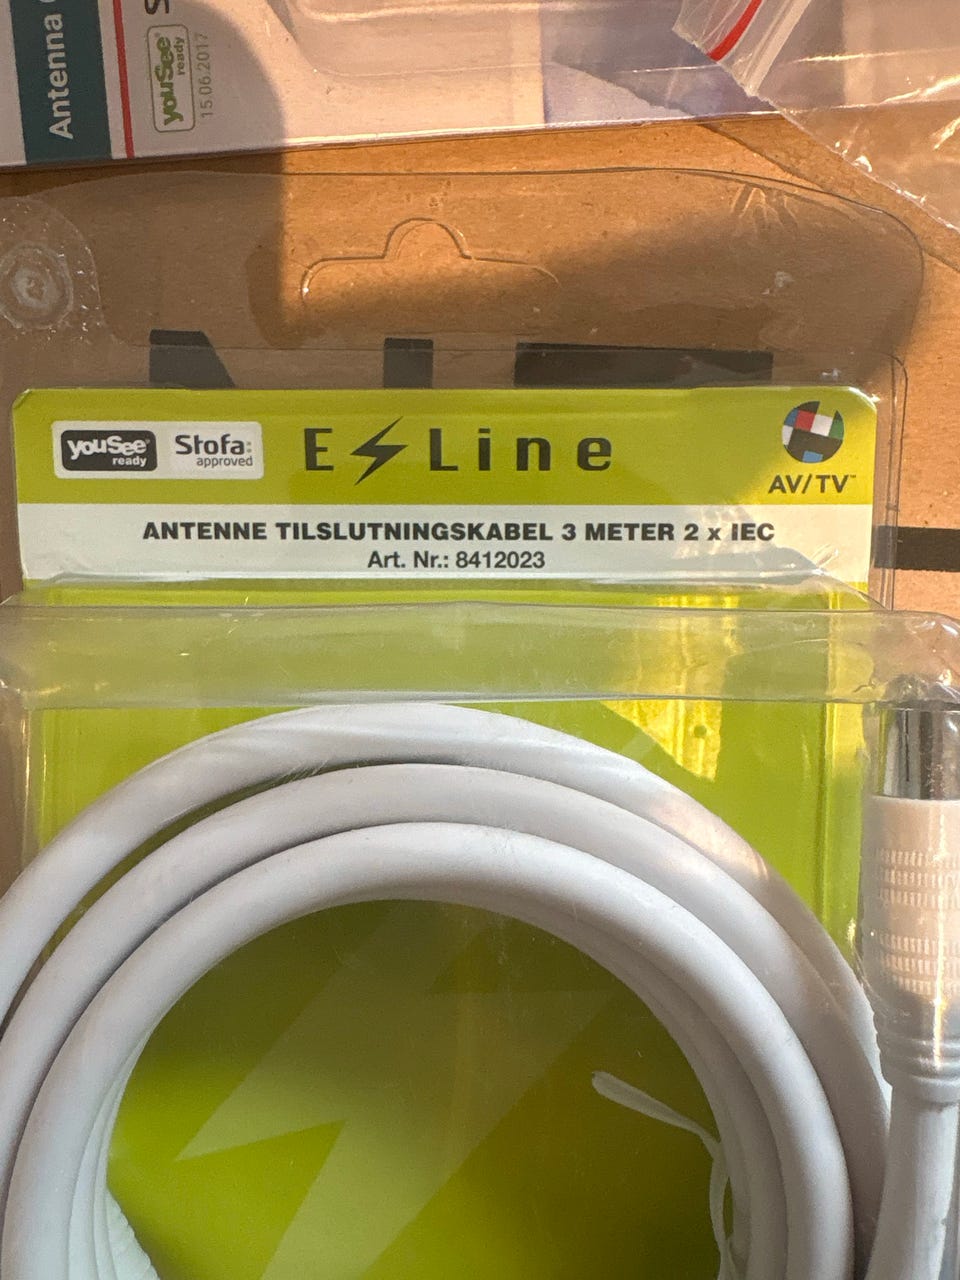 Antenna
youSee
ready
15.06.2017
youSee
ready
Stofa:
approved
E Line
AV/TV™
ANTENNE TILSLUTNINGSKABEL 3 METER 2 x IEC
Art. Nr.: 8412023